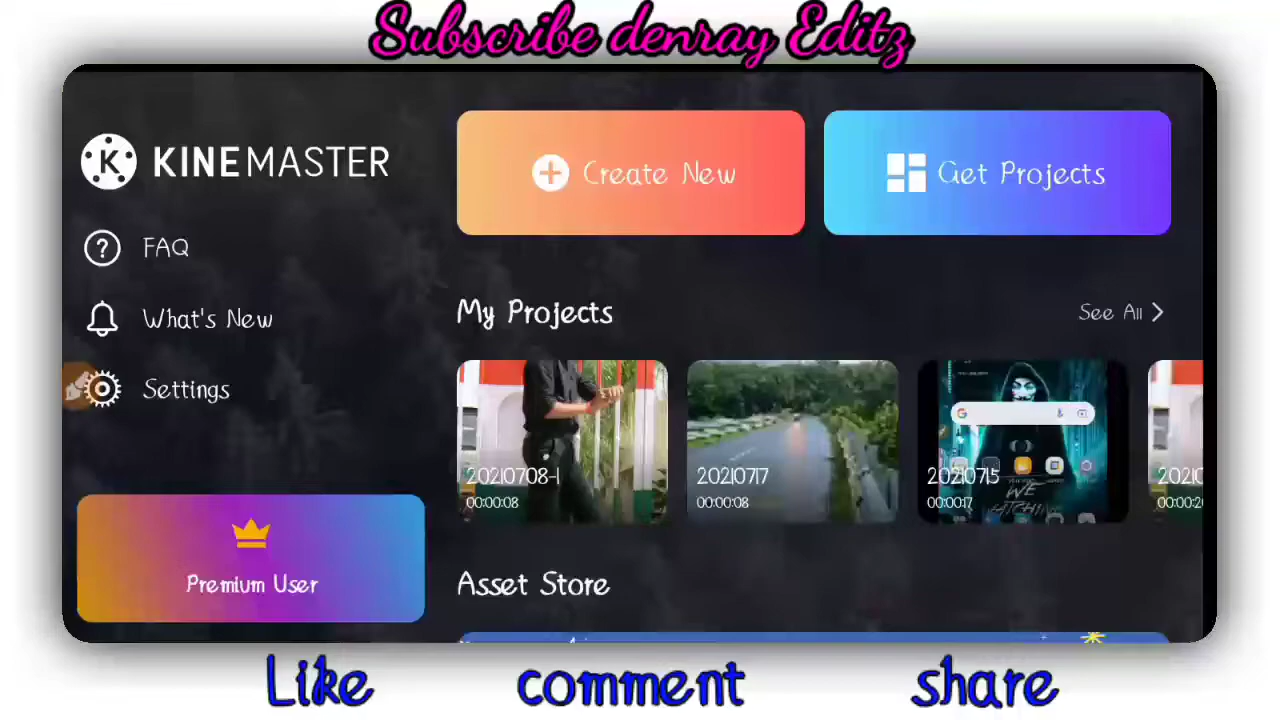 Subscribe denray Editz
KINEMASTER
FAQ
What's New
Settings
Premium User
Create New
Get Projects
My Projects
See All
20210708-1
00:00:08
20210717
00:00:08
20210715
00:00:17
WE
Asset Store
Like comment share